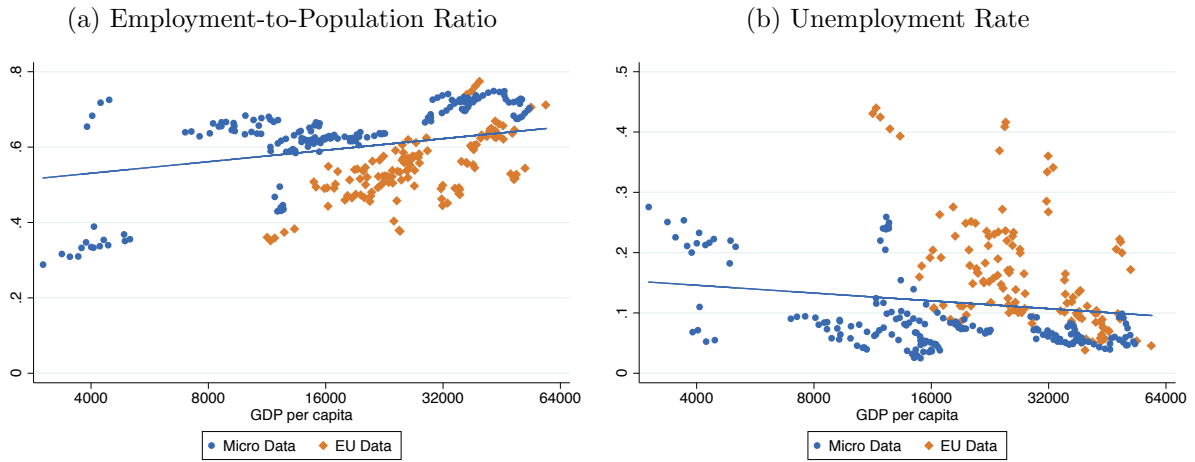 (a) Employment-to-Population Ratio
.8
.6
.4
.2
0
4000 8000 16000 32000 64000
GDP per capita
Micro Data EU Data
(b) Unemployment Rate
.5
.4
.3
.2
.1
0
4000 8000 16000 32000 64000
GDP per capita
Micro Data EU Data